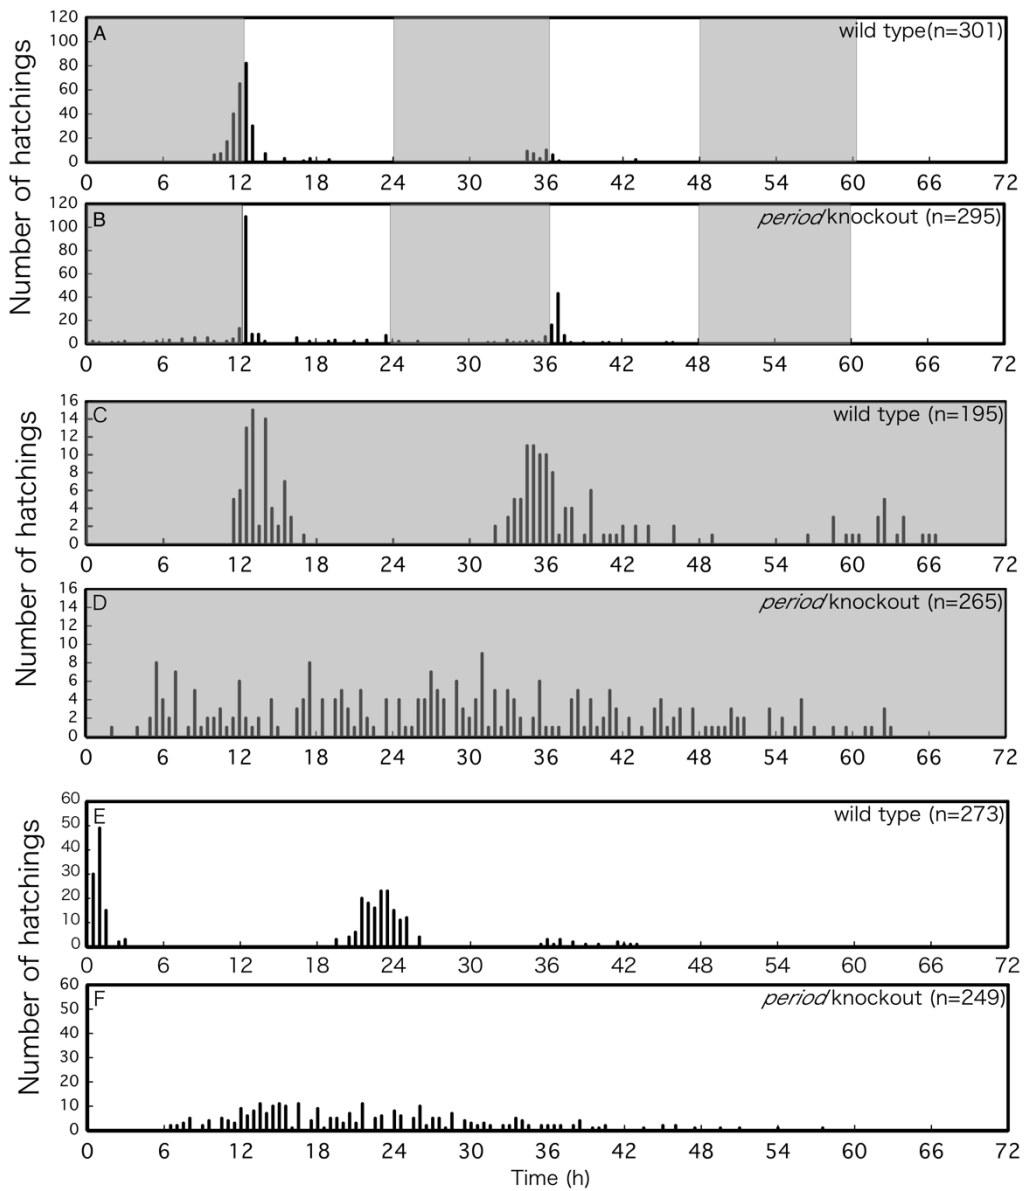 A
wild type(n=301)
120
100
80
60
40
20
0
0 6 12 18 24 30 36 42 48 54 60 66 72
Number of hatchings
B
period knockout (n=295)
120
100
80
60
40
20
0
0 6 12 18 24 30 36 42 48 54 60 66 72
C
wild type (n=195)
16
14
12
10
8
6
4
2
0
0 6 12 18 24 30 36 42 48 54 60 66 72
Number of hatchings
D
period knockout (n=265)
16
14
12
10
8
6
4
2
0
0 6 12 18 24 30 36 42 48 54 60 66 72
E
wild type (n=273)
60
50
40
30
20
10
0
0 6 12 18 24 30 36 42 48 54 60 66 72
Number of hatchings
F
period knockout (n=249)
60
50
40
30
20
10
0
0 6 12 18 24 30 36 42 48 54 60 66 72
Time (h)